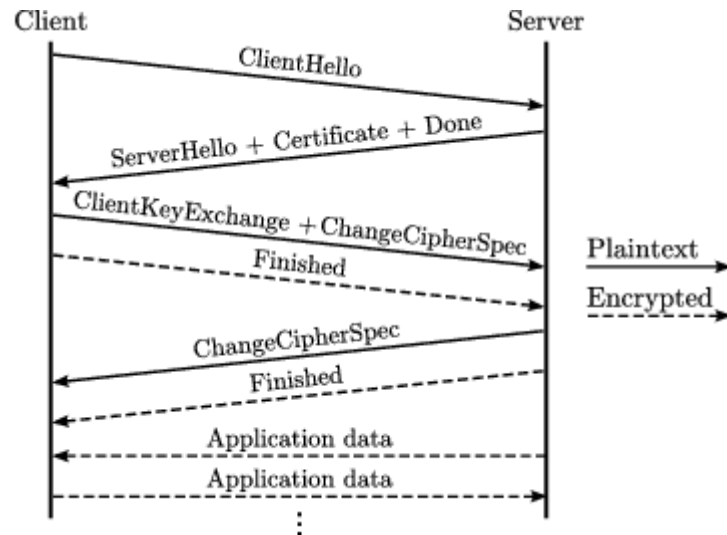 Client
Server
ClientHello
ServerHello + Certificate + Done
ClientKeyExchange +ChangeCipherSpec
Finished
Plaintext
Encrypted
ChangeCipherSpec
Finished
Application data
Application data